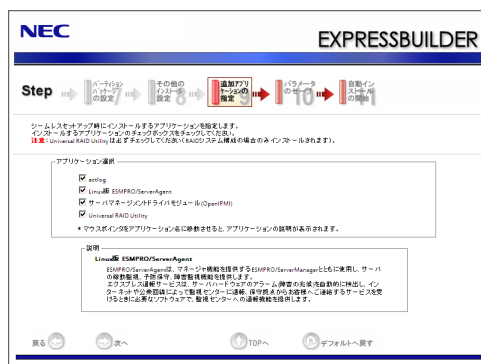 NEC
EXPRESSBUILDER
Step
パーティション
パッケージ
の設定
7
その他の
インストール
設定
8
追加アプリ
ケーションの
指定
9
パラメータ
のセーブ
10
自動イン
ストール
の開始
11
シームレスセットアップ時にインストールするアプリケーションを指定します。
インストールするアプリケーションのチェックボックスをチェックしてください。
注意：Universal RAID Utilityは必ずチェックしてください(RAIDシステム構成の場合のみインストールされます)。
アプリケーション選択
actlog
Linux版 ESMPRO/ServerAgent
サーバマネージメントドライバモジュール(OpenIPMI)
Universal RAID Utility
* マウスポインタをアプリケーション名に移動させると、アプリケーションの説明が表示されます。
説明
Linux版 ESMPRO/ServerAgent
ESMPRO/ServerAgentは、マネージャ機能を提供するESMPRO/ServerManagerとともに使用し、サーバ
の稼動監視、予防保守、障害監視機能を提供します。
エクスプレス通報サービスは、サーバハードウェアのアラーム(障害の兆候)を自動的に検出し、イン
ターネットや公衆回線によって監視センターに通報、保守拠点からお客様へご連絡するサービスを受
けるときに必要なソフトウェアで、監視センターへの通報機能を提供します。
戻る
次へ
TOPへ
デフォルトへ戻す